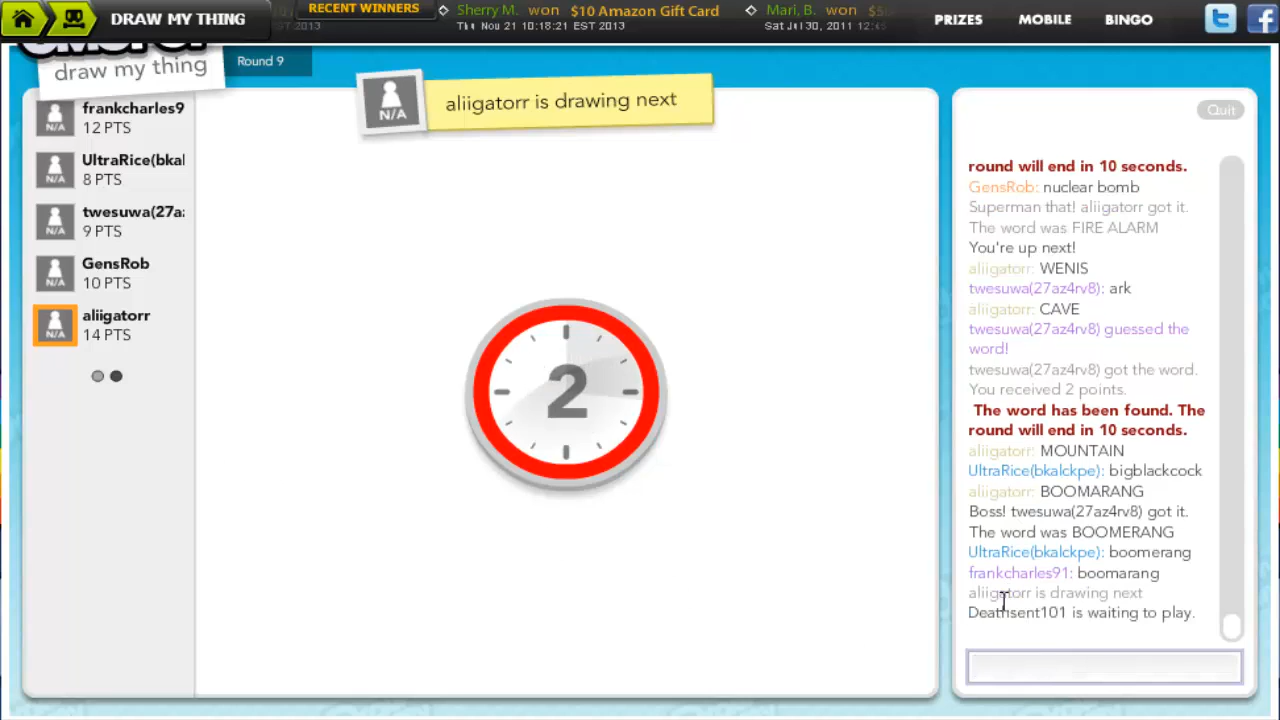 DRAW MY THING
RECENT WINNERS
Sherry M. won $10 Amazon Gift Card
Thu Nov 21 10:18:21 EST 2013
Mari, B. won
Sat Jul 30, 2011
PRIZES
MOBILE
BINGO
draw my thing
Round 9
aliigatorr is drawing next
N/A
N/A
frankcharles9
12 PTS
N/A
UltraRice(bkal
8 PTS
N/A
twesuwa(27a
9 PTS
N/A
GensRob
10 PTS
N/A
aliigatorr
14 PTS
2
Quit
round will end in 10 seconds.
GensRob: nuclear bomb
Superman that! aliigatorr got it.
The word was FIRE ALARM
You're up next!
aliigatorr: WENIS
twesuwa(27az4rv8): ark
aliigatorr: CAVE
twesuwa(27az4rv8) guessed the
word!
twesuwa(27az4rv8) got the word.
You received 2 points.
The word has been found. The
round will end in 10 seconds.
aliigatorr: MOUNTAIN
UltraRice(bkalckpe): bigblackcock
aliigatorr: BOOMARANG
Boss! twesuwa(27az4rv8) got it.
The word was BOOMERANG
UltraRice(bkalckpe): boomerang
frankcharles91: boomarang
aliigatorr is drawing next
Deathsent101 is waiting to play.